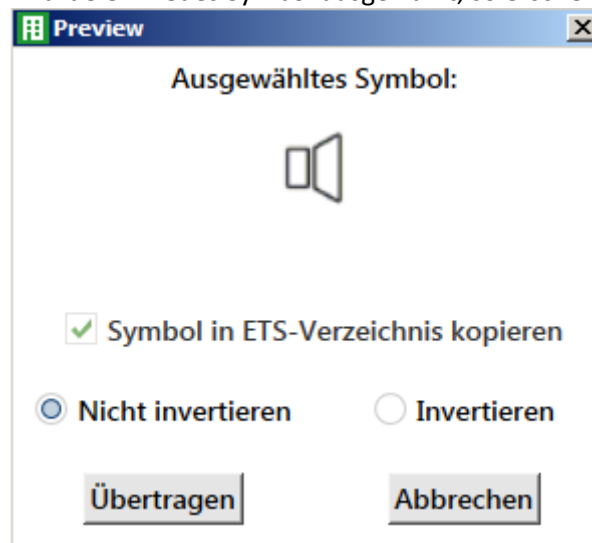 Preview
Ausgewähltes Symbol:
Symbol in ETS-Verzeichnis kopieren
Nicht invertieren
Invertieren
Übertragen
Abbrechen